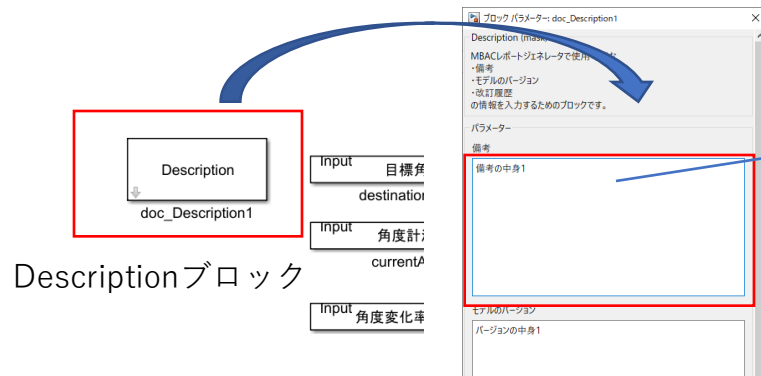 Description
doc_Description1
Descriptionブロック
Input
目標角
destination
Input
角度計
currentA
Input
角度変化率
ブロック パラメーター: doc_Description1
Description (mask)
MBACレポートジェネレータで使用
・備考
・モデルのバージョン
・改訂履歴
の情報を入力するためのブロックです。
パラメーター
備考
備考の中身1
モデルのバージョン
バージョンの中身1